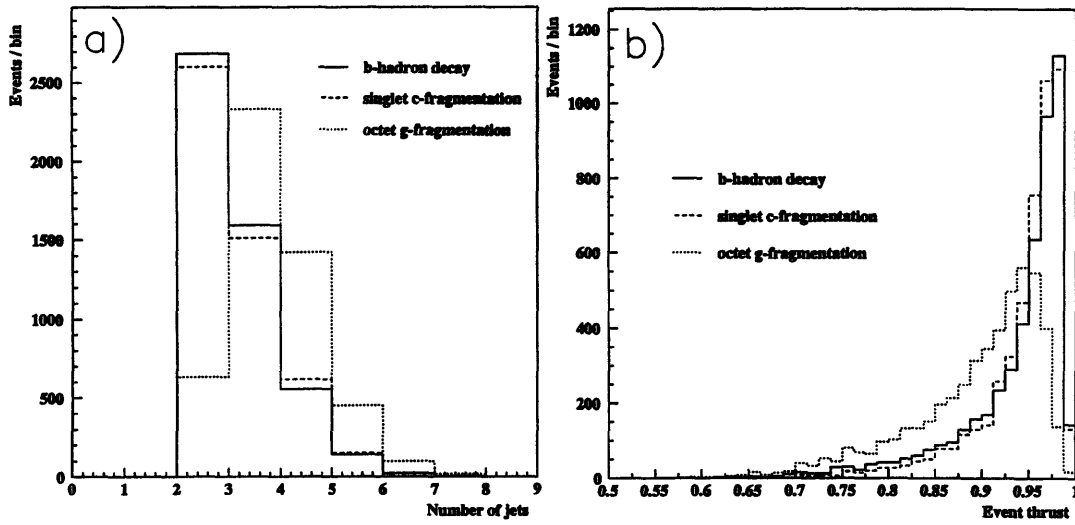 a)
Events / bin
2500
2000
1500
1000
500
0
b-hadron decay
singlet c-fragmentation
octet g-fragmentation
0 1 2 3 4 5 6 7 8 9
Number of jets
b)
Events / bin
1200
1000
800
600
400
200
0
b-hadron decay
singlet c-fragmentation
octet g-fragmentation
0.5 0.55 0.6 0.65 0.7 0.75 0.8 0.85 0.9 0.95 1
Event thrust